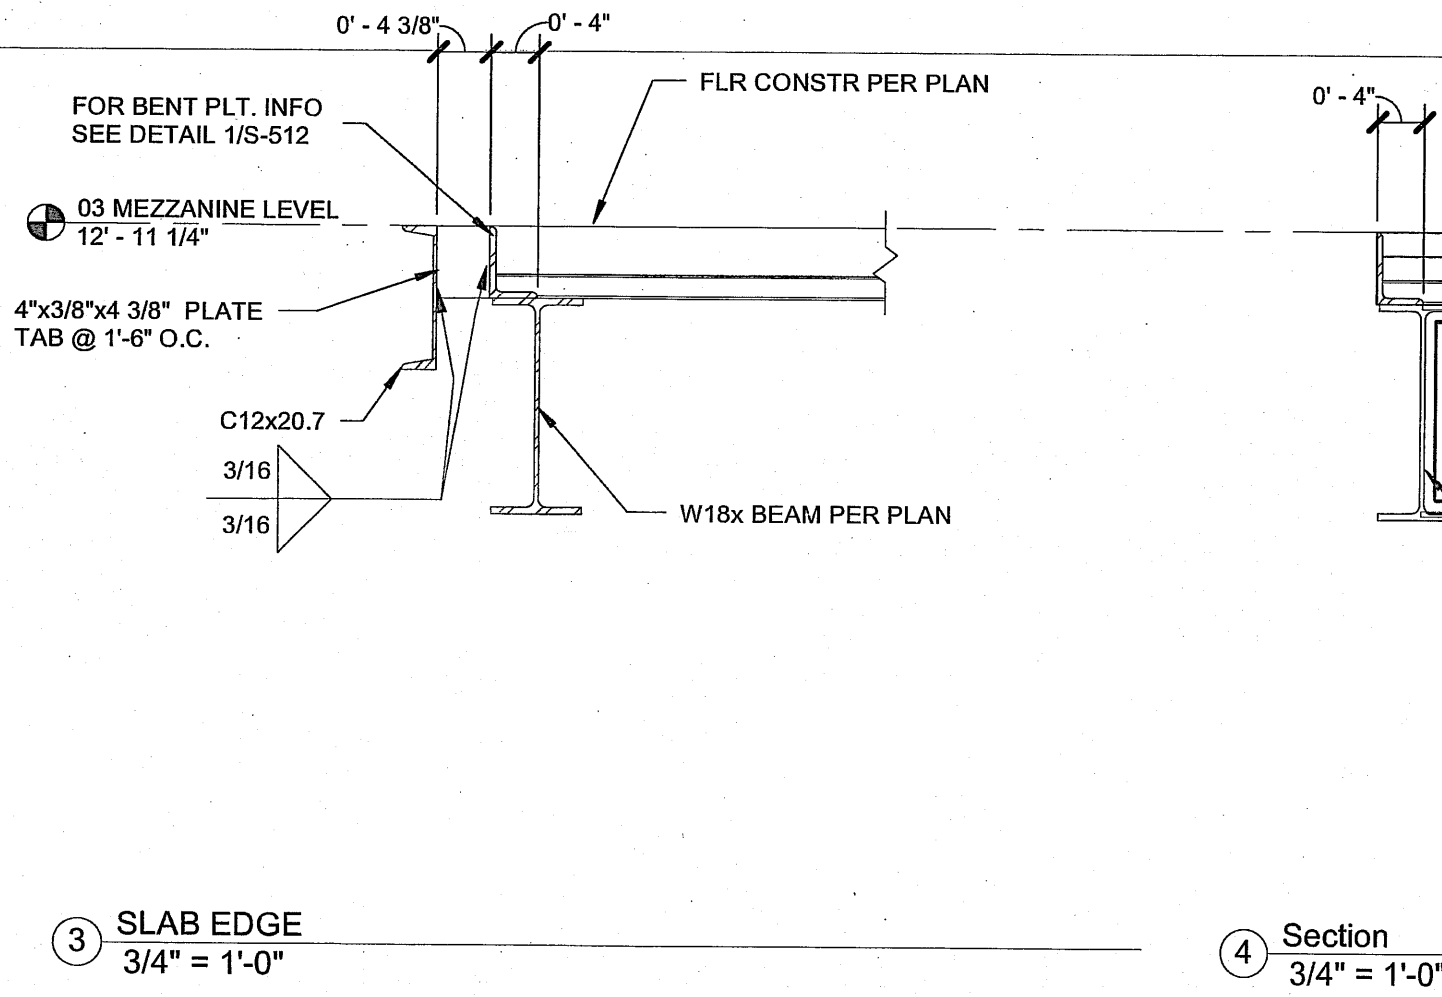 0' - 4 3/8"
0' - 4"
FLR CONSTR PER PLAN
0' - 4"
FOR BENT PLT. INFO
SEE DETAIL 1/S-512
03 MEZZANINE LEVEL
12' - 11 1/4"
4"x3/8"x4 3/8" PLATE
TAB @ 1'-6" O.C.
C12x20.7
3/16
3/16
W18x BEAM PER PLAN
3
SLAB EDGE
3/4" = 1'-0"
4
Section
3/4" = 1'-0"